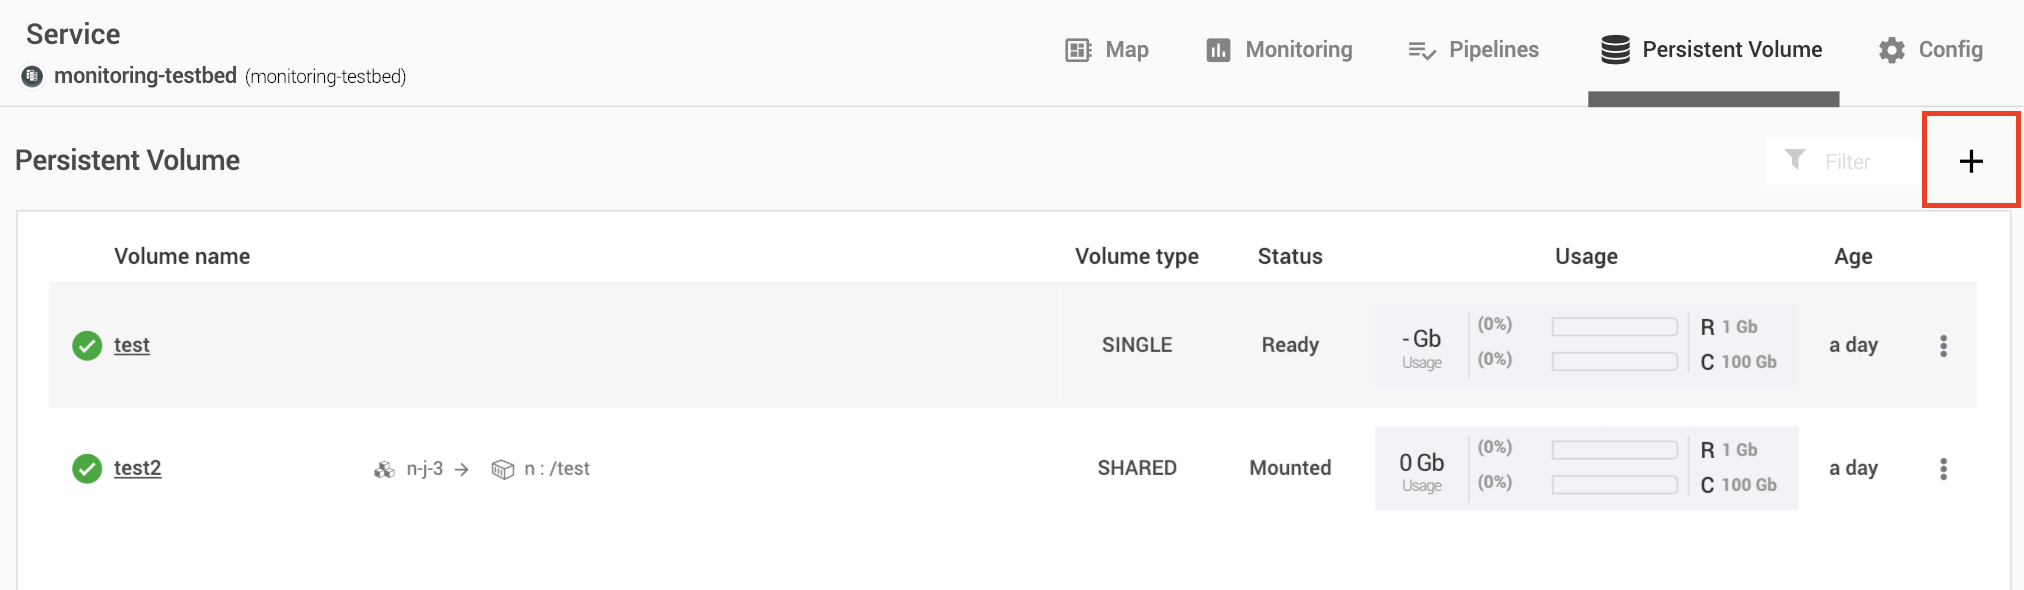 Service
monitoring-testbed (monitoring-testbed)
Map
Monitoring
Pipelines
Persistent Volume
Config
Persistent Volume
Filter
Volume name
Volume type
Status
Usage
Age
test
SINGLE
Ready
- Gb
Usage
(0%)
(0%)
R 1 Gb
C 100 Gb
a day
test2
n-j-3 → n : /test
SHARED
Mounted
0 Gb
Usage
(0%)
(0%)
R 1 Gb
C 100 Gb
a day